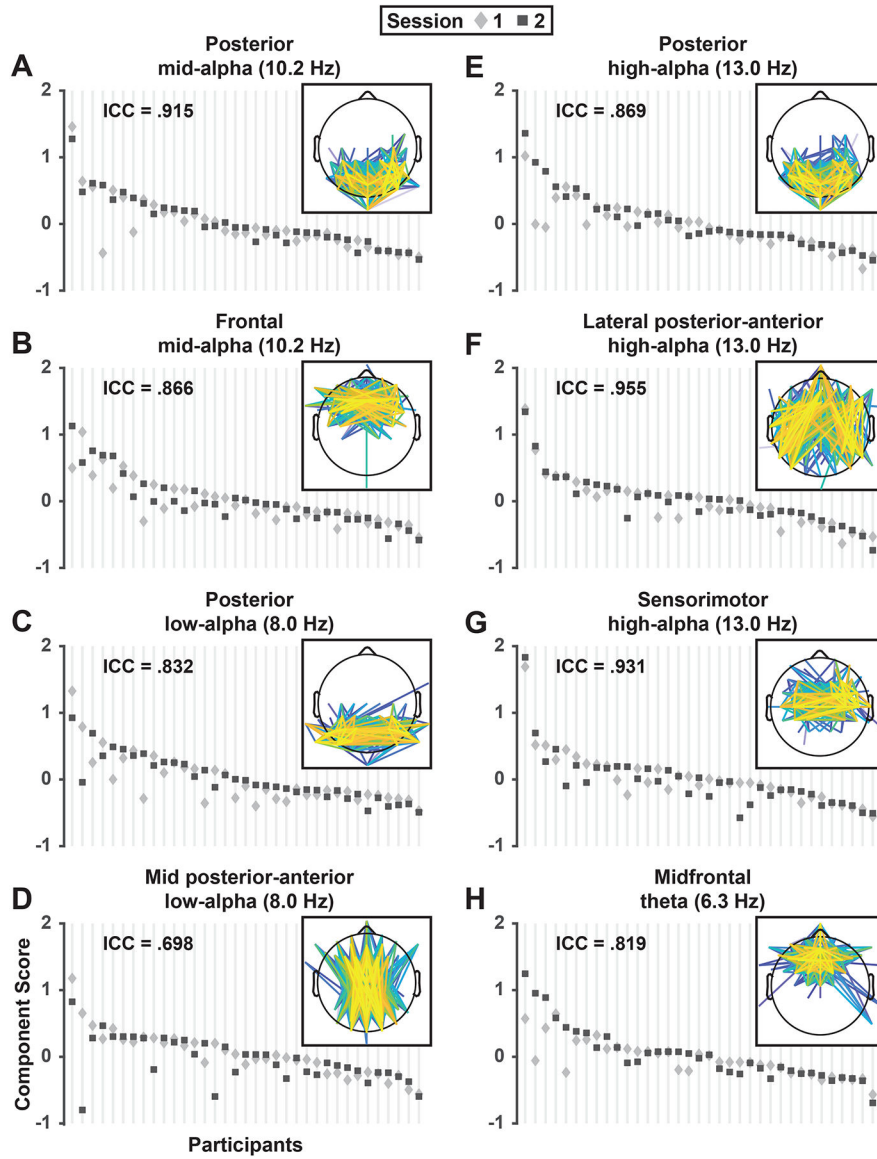 Session 1 2
A
Posterior
mid-alpha (10.2 Hz)
2
1
0
-1
ICC = .915
E
Posterior
high-alpha (13.0 Hz)
2
1
0
-1
ICC = .869
B
Frontal
mid-alpha (10.2 Hz)
2
1
0
-1
ICC = .866
F
Lateral posterior-anterior
high-alpha (13.0 Hz)
2
1
0
-1
ICC = .955
C
Posterior
low-alpha (8.0 Hz)
2
1
0
-1
ICC = .832
G
Sensorimotor
high-alpha (13.0 Hz)
2
1
0
-1
ICC = .931
D
Mid posterior-anterior
low-alpha (8.0 Hz)
2
1
0
-1
ICC = .698
Component Score
Participants
H
Midfrontal
theta (6.3 Hz)
2
1
0
-1
ICC = .819